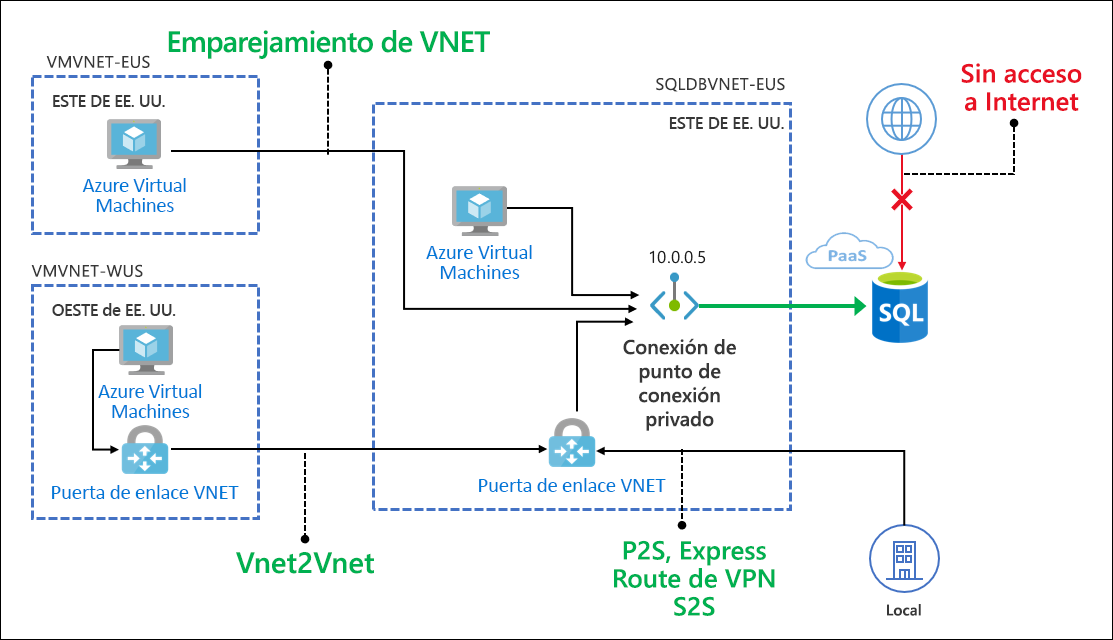 Emparejamiento de VNET
VMVNET-EUS
ESTE DE EE. UU.
Azure Virtual
Machines
SQLDBVNET-EUS
ESTE DE EE. UU.
Azure Virtual
Machines
10.0.0.5
Conexión de
punto de
conexión
privado
Sin acceso
a Internet
PaaS
SQL
VMVNET-WUS
OESTE de EE. UU.
Azure Virtual
Machines
Puerta de enlace VNET
Puerta de enlace VNET
Vnet2Vnet
P2S, Express
Route de VPN
S2S
Local